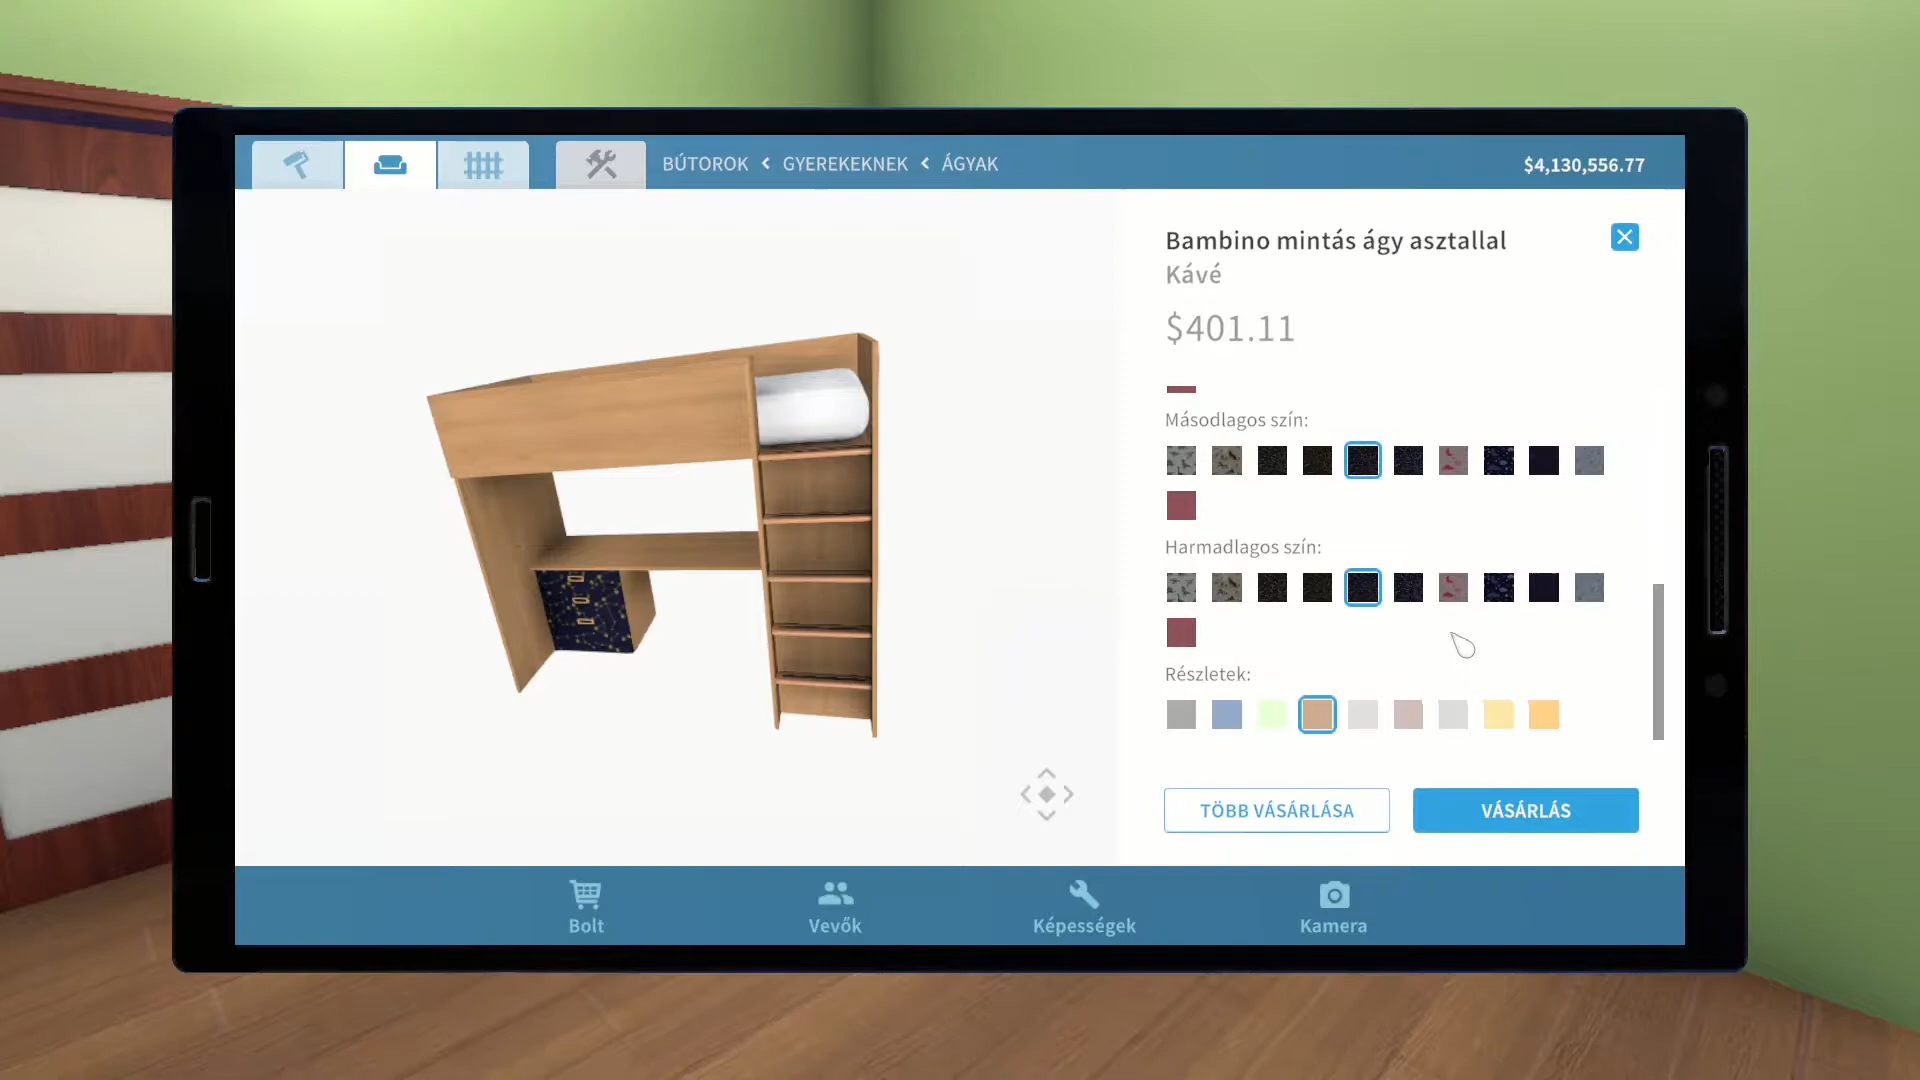 BÚTOROK < GYEREKEKNEK < ÁGYAK
$4,130,556.77
Bambino mintás ágy asztallal
Kávé
$401.11
Másodlagos szín:
Harmadlagos szín:
Részletek:
TÖBB VÁSÁRLÁSA
VÁSÁRLÁS
Bolt
Vevők
Képességek
Kamera